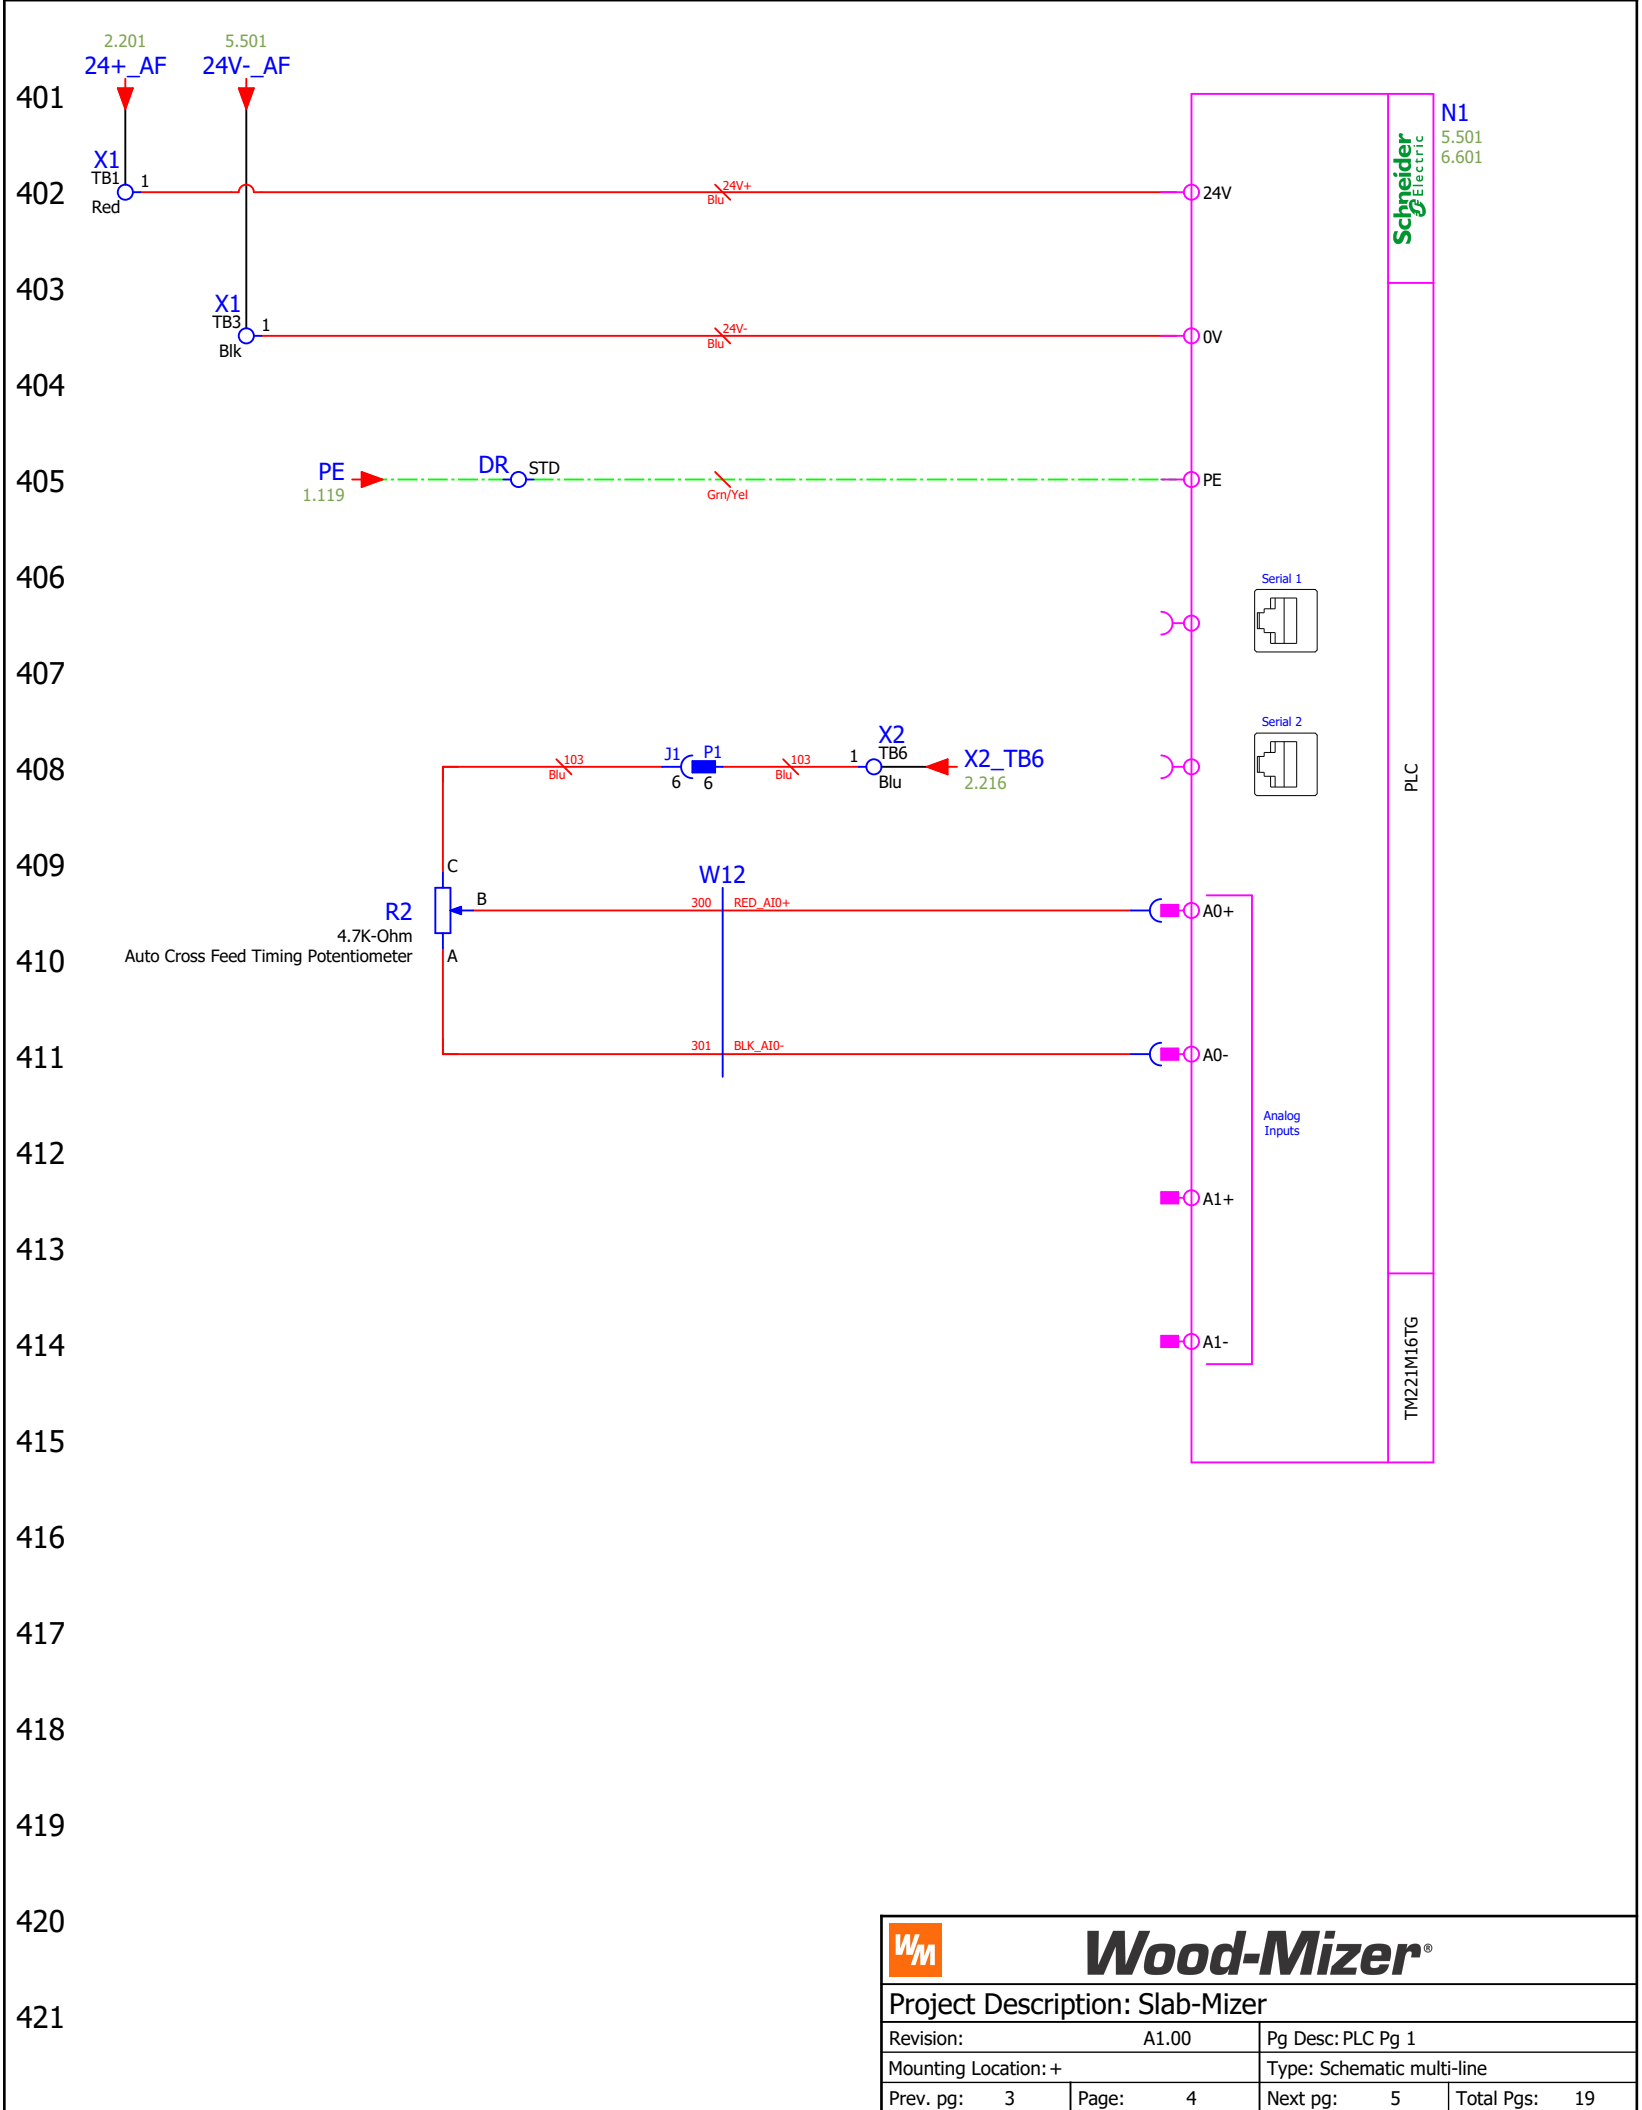 2.201
5.501
24+_AF
24V-_AF
401
N1
5.501
6.601
Schneider
Electric
X1
TB1
1
Red
402
24V+
Blu
24V
403
X1
TB3
1
Blk
24V-
Blu
0V
404
PE
1.119
DR
STD
405
Grn/Yel
PE
406
Serial 1
407
Serial 2
408
103
Blu
J1
P1
6
6
103
Blu
X2
1
TB6
Blu
X2_TB6
2.216
PLC
409
C
W12
R2
B
300
RED_AI0+
A0+
4.7K-Ohm
Auto Cross Feed Timing Potentiometer
A
410
411
301
BLK_AI0-
A0-
Analog
Inputs
412
A1+
413
414
A1-
TM221M16TG
415
416
417
418
419
420
421
WM
Wood-Mizer®
Project Description: Slab-Mizer
Revision: A1.00
Pg Desc: PLC Pg 1
Mounting Location: +
Type: Schematic multi-line
Prev. pg: 3
Page: 4
Next pg: 5
Total Pgs: 19